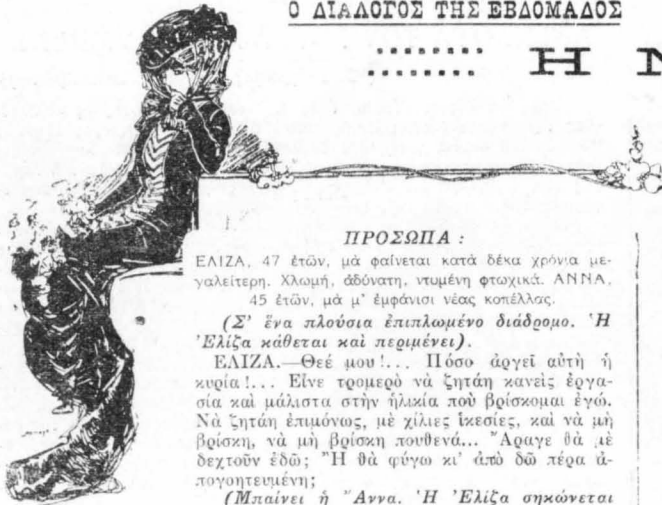 Ο ΔΙΑΛΟΓΟΣ ΤΗΣ ΕΒΔΟΜΑΔΟΣ
Η
ΠΡΟΣΩΠΑ :
ΕΛΙΖΑ, 47 ἐτῶν, μὰ φαίνεται κατὰ δέκα χρόνια με-
γαλείτερη. Χλωμή, ἀδύνατη, ντυμένη φτωχικά. ΑΝΝΑ,
45 ἐτῶν, μὰ μ' ἐμφάνισι νέας κοπέλλας.
(Σ' ἕνα πλούσια ἐπιπλωμένο διάδρομο. Ἡ
Ἐλίζα κάθεται καὶ περιμένει).
ΕΛΙΖΑ.—Θεέ μου!... Πόσο ἀργεῖ αὐτὴ ἡ
κυρία!... Εἶνε τρομερὸ νὰ ζητάη κανεὶς ἐργα-
σία καὶ μάλιστα στὴν ἡλικία ποὺ βρίσκομαι ἐγώ.
Νὰ ζητάη ἐπιμόνως, μὲ χίλιες ἱκεσίες, καὶ νὰ μὴ
βρίσκη, νὰ μὴ βρίσκη πουθενά... Ἄραγε θὰ μὲ
δεχτοῦν ἐδῶ; Ἢ θὰ φύγω κι' ἀπὸ δῶ πέρα ἀ-
πογοητευμένη;
(Μπαίνει ἡ Ἄννα. Ἡ Ἐλίζα σηκώνεται